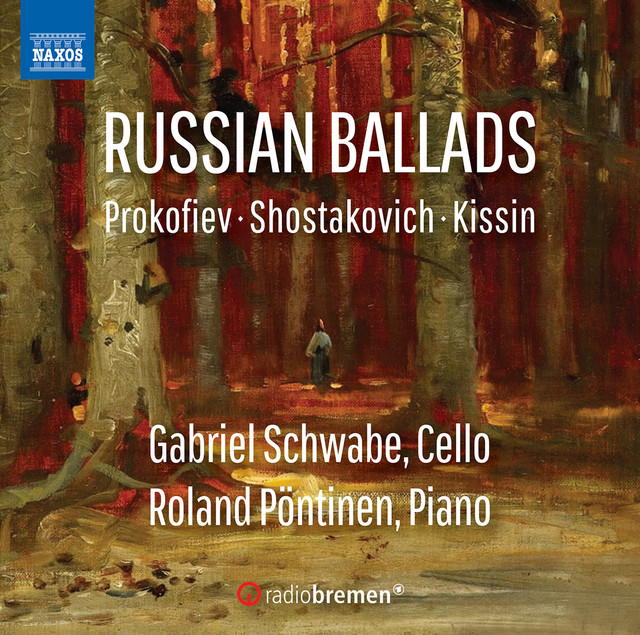 NAXOS
RUSSIAN BALLADS
Prokofiev · Shostakovich · Kissin
Gabriel Schwabe, Cello
Roland Pöntinen, Piano
radiobremen